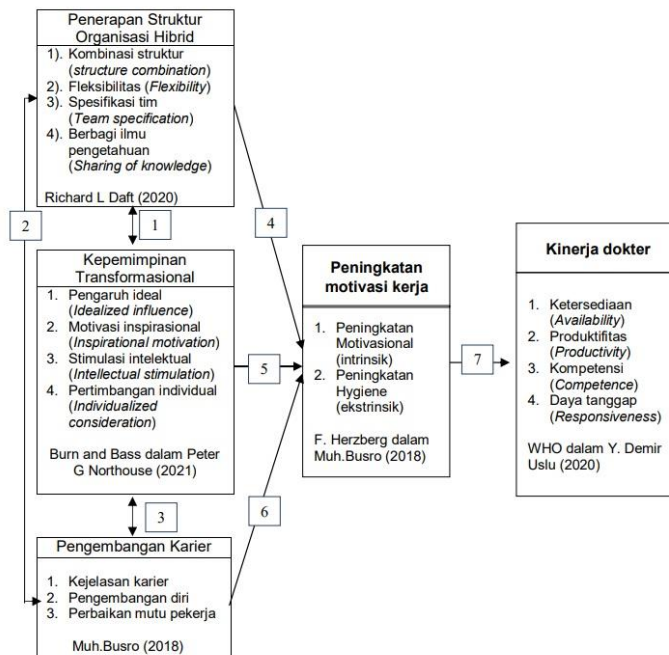 Penerapan Struktur
Organisasi Hibrid
1). Kombinasi struktur
(structure combination)
2). Fleksibilitas (Flexibility)
3). Spesifikasi tim
(Team specification)
4). Berbagi ilmu
pengetahuan
(Sharing of knowledge)
Richard L Daft (2020)
2
1
4
Kepemimpinan
Transformasional
1. Pengaruh ideal
(Idealized influence)
2. Motivasi inspirasional
(Inspirational motivation)
3. Stimulasi intelektual
(Intellectual stimulation)
4. Pertimbangan individual
(Individualized
consideration)
Burn and Bass dalam Peter
G Northouse (2021)
5
3
6
Pengembangan Karier
1. Kejelasan karier
2. Pengembangan diri
3. Perbaikan mutu pekerja
Muh.Busro (2018)
Peningkatan
motivasi kerja
1. Peningkatan
Motivasional
(intrinsik)
2. Peningkatan
Hygiene
(ekstrinsik)
F. Herzberg dalam
Muh.Busro (2018)
7
Kinerja dokter
1. Ketersediaan
(Availability)
2. Produktifitas
(Productivity)
3. Kompetensi
(Competence)
4. Daya tanggap
(Responsiveness)
WHO dalam Y. Demir
Uslu (2020)